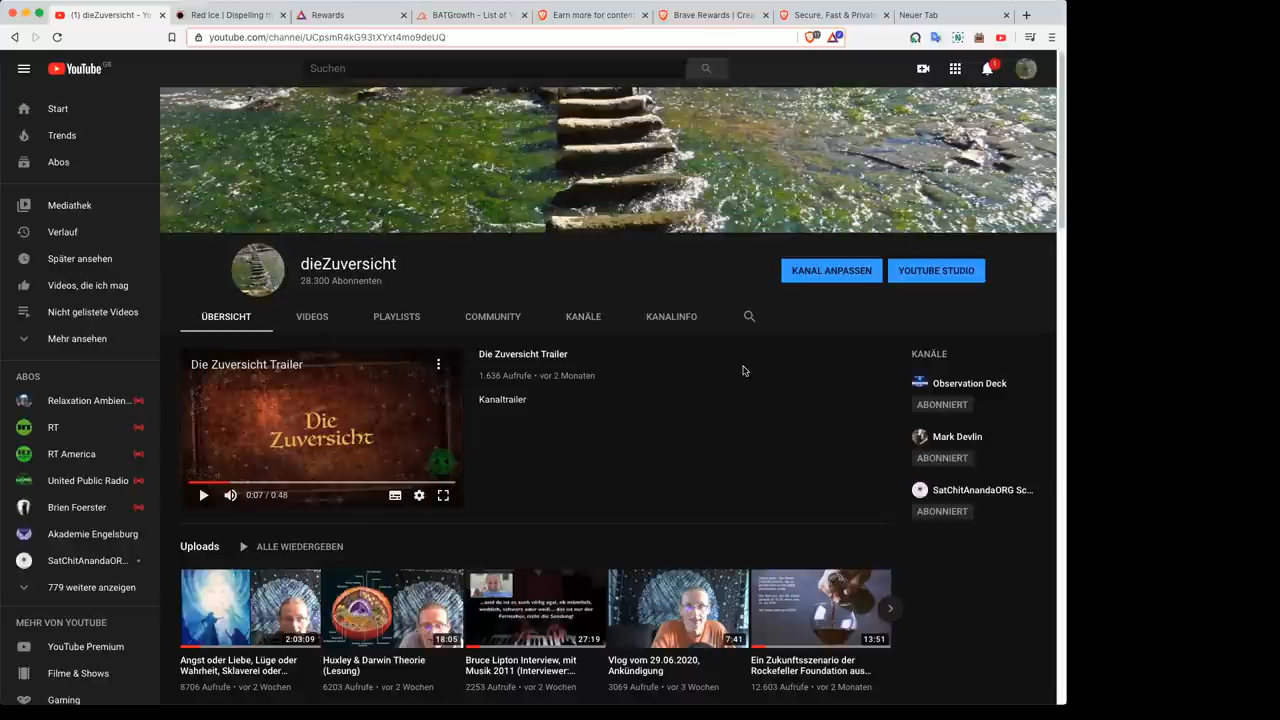 (1) dieZuversicht - Yo
Red Ice | Dispelling th
Rewards
BATGrowth - List of V
Earn more for conten
Brave Rewards | Crea
Secure, Fast & Privat
Neuer Tab
youtube.com/channel/UCpsmR4kG93tXYxt4mo9deUQ
YouTube GB
Suchen
1
Start
Trends
Abos
Mediathek
Verlauf
Später ansehen
Videos, die ich mag
Nicht gelistete Videos
Mehr ansehen
ABOS
Relaxation Ambien...
RT
RT America
United Public Radio
Brien Foerster
Akademie Engelsburg
SatChitAnandaOR...
779 weitere anzeigen
MEHR VON YOUTUBE
YouTube Premium
Filme & Shows
Gaming
dieZuversicht
28.300 Abonnenten
KANAL ANPASSEN
YOUTUBE STUDIO
ÜBERSICHT
VIDEOS
PLAYLISTS
COMMUNITY
KANÄLE
KANALINFO
Die Zuversicht Trailer
Die
Zuversicht
0:07 / 0:48
Die Zuversicht Trailer
1.636 Aufrufe • vor 2 Monaten
Kanaltrailer
KANÄLE
Observation Deck
ABONNIERT
Mark Devlin
ABONNIERT
SatChitAnandaORG Sc...
ABONNIERT
Uploads
ALLE WIEDERGEBEN
2:03:09
Angst oder Liebe, Lüge oder
Wahrheit, Sklaverei oder...
8706 Aufrufe • vor 2 Wochen
18:05
Huxley & Darwin Theorie
(Lesung)
6203 Aufrufe • vor 2 Wochen
27:19
Bruce Lipton Interview, mit
Musik 2011 (Interviewer:...
2253 Aufrufe • vor 2 Wochen
7:41
Vlog vom 29.06.2020,
Ankündigung
3069 Aufrufe • vor 3 Wochen
13:51
Ein Zukunftsszenario der
Rockefeller Foundation aus...
12.603 Aufrufe • vor 2 Monaten